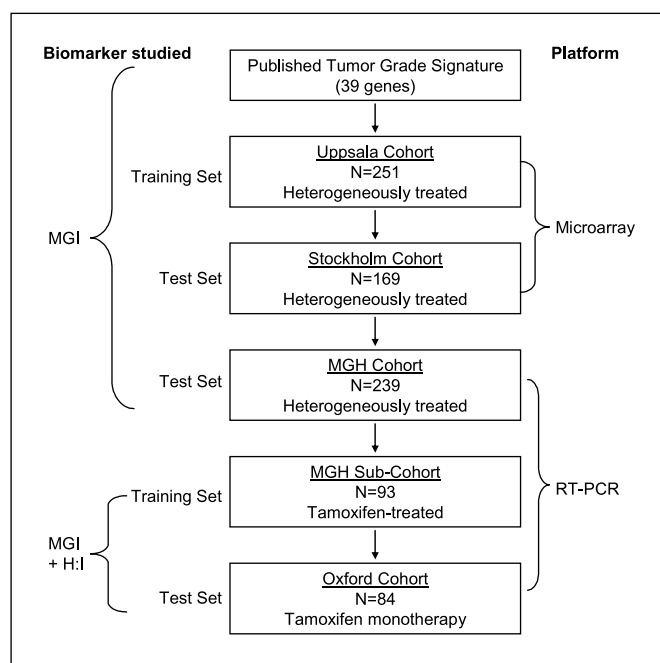 Biomarker studied
Published Tumor Grade Signature
(39 genes)
Platform
Training Set
Uppsala Cohort
N=251
Heterogeneously treated
MGI
Microarray
Test Set
Stockholm Cohort
N=169
Heterogeneously treated
Test Set
MGH Cohort
N=239
Heterogeneously treated
Training Set
MGH Sub-Cohort
N=93
Tamoxifen-treated
RT-PCR
MGI
+ H:I
Test Set
Oxford Cohort
N=84
Tamoxifen monotherapy